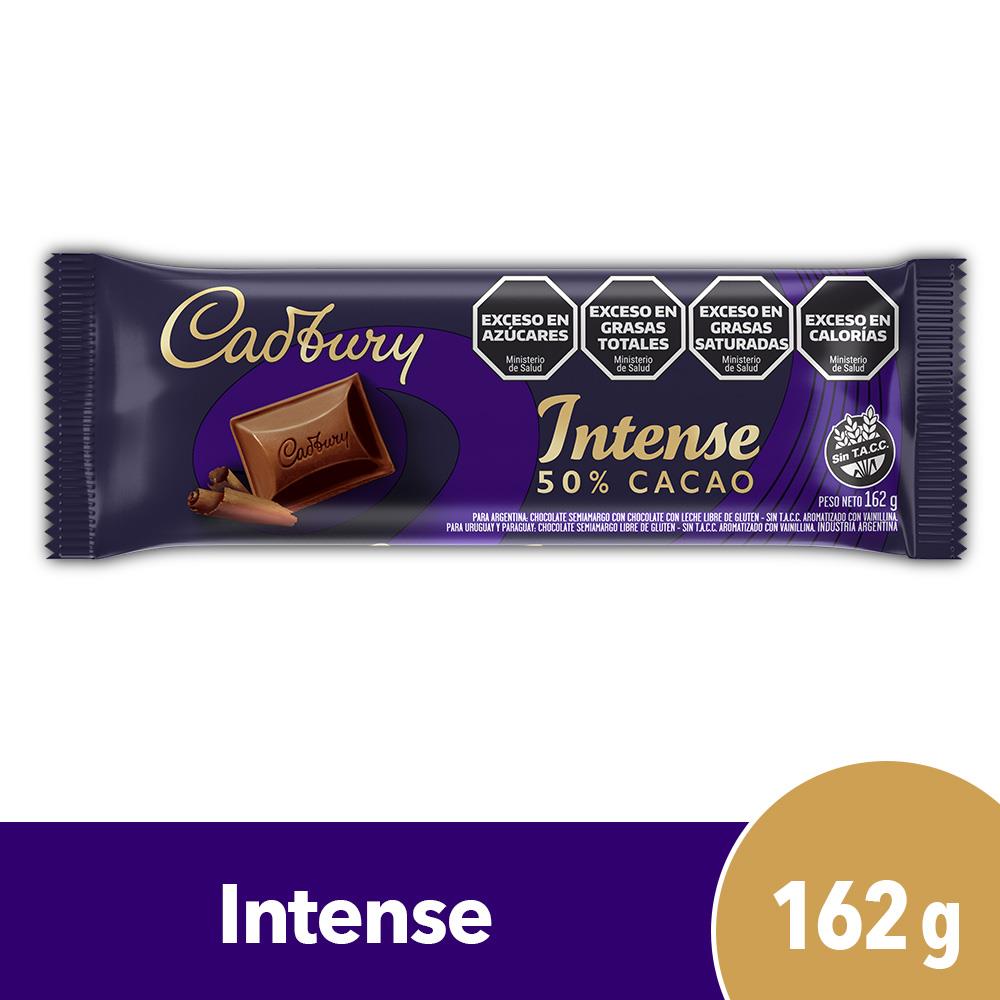 Cadbury
EXCESO EN
AZÚCARES
Ministerio
de Salud
EXCESO EN
GRASAS
TOTALES
Ministerio
de Salud
EXCESO EN
GRASAS
SATURADAS
Ministerio
de Salud
EXCESO EN
CALORÍAS
Ministerio
de Salud
Cadbury
Intense
50% CACAO
Sin T.A.C.C.
PESO NETO 162 g
PARA ARGENTINA: CHOCOLATE SEMIAMARGO CON CHOCOLATE CON LECHE LIBRE DE GLUTEN - SIN T.A.C.C. AROMATIZADO CON VAINILLINA.
PARA URUGUAY Y PARAGUAY: CHOCOLATE SEMIAMARGO LIBRE DE GLUTEN - SIN T.A.C.C. AROMATIZADO CON VAINILLINA. INDUSTRIA ARGENTINA
Intense
162 g